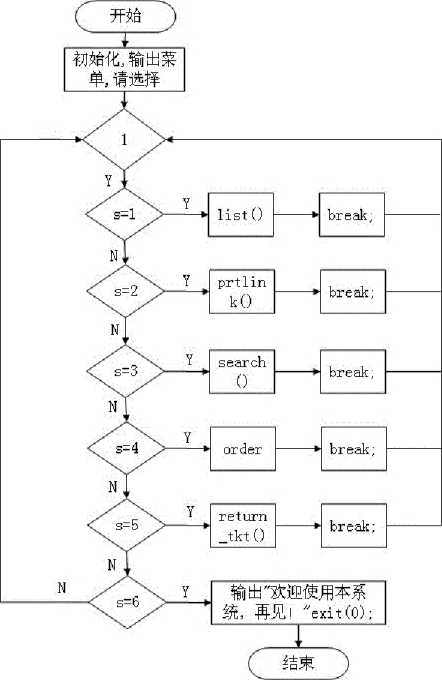 开始
初始化,输出菜
单,请选择
1
Y
s=1
Y
list()
break;
N
s=2
Y
prtlin
k()
break;
N
s=3
Y
search
()
break;
N
s=4
Y
order
break;
N
s=5
Y
return
_tkt()
break;
N
N
s=6
Y
输出"欢迎使用本系
统，再见！"exit(0);
结束